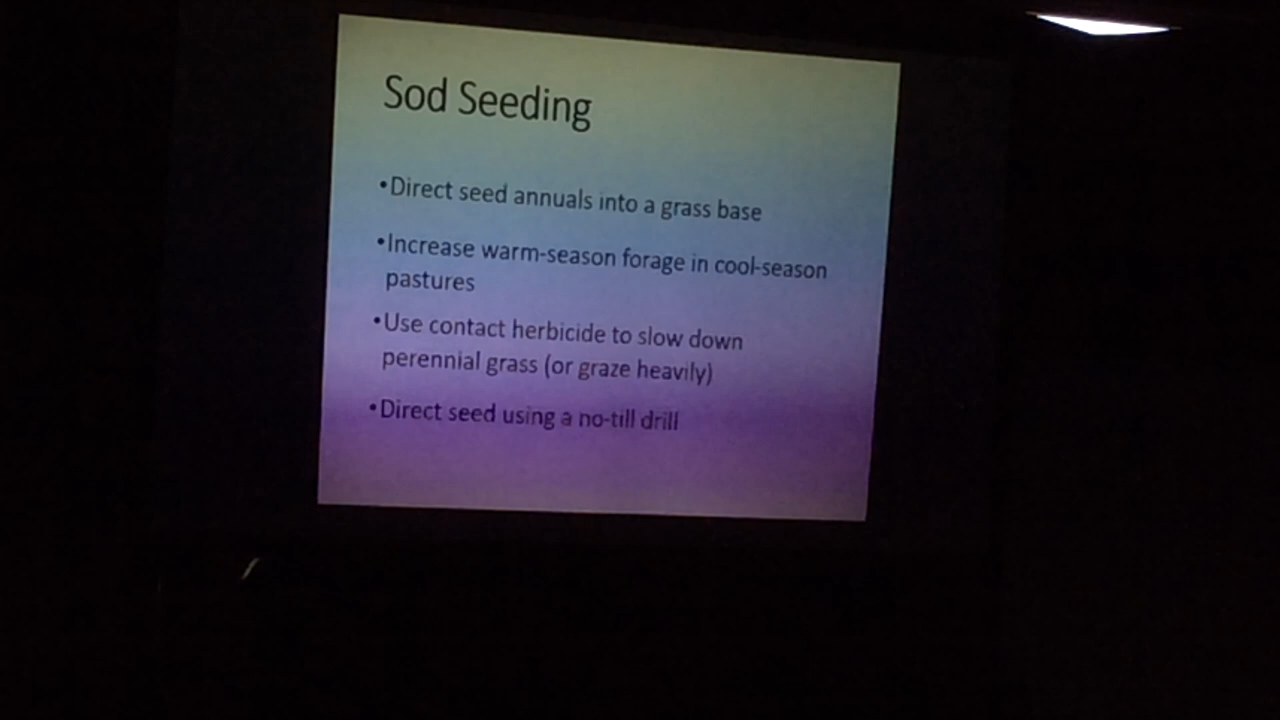 Sod Seeding
•Direct seed annuals into a grass base
•Increase warm-season forage in cool-season
pastures
•Use contact herbicide to slow down
perennial grass (or graze heavily)
•Direct seed using a no-till drill